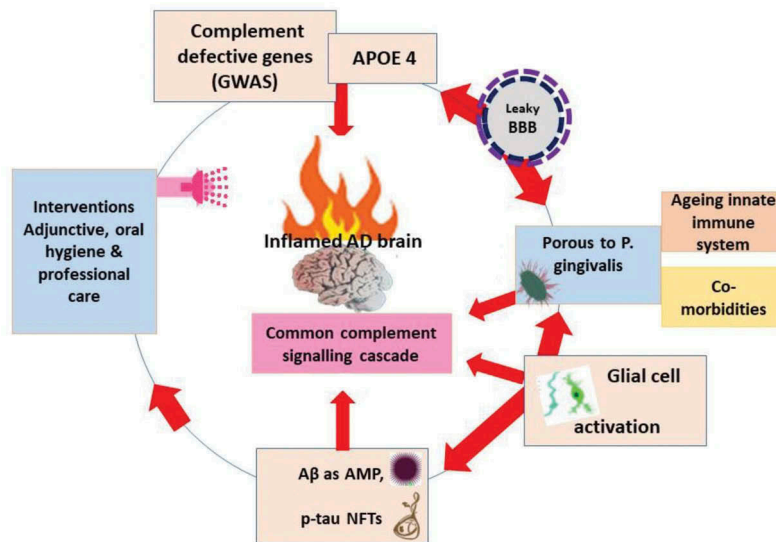 Complement
defective genes
(GWAS)
APOE 4
Leaky
BBB
Interventions
Adjunctive, oral
hygiene &
professional
care
Inflamed AD brain
Porous to P.
gingivalis
Ageing innate
immune
system
Co-
morbidities
Common complement
signalling cascade
Glial cell
activation
Aβ as AMP,
p-tau NFTs